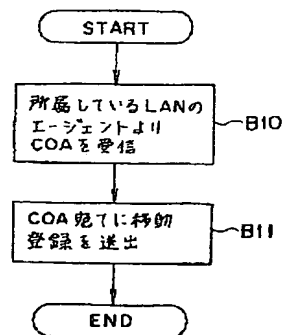 START
所属しているLANの
エージェントより
COAを受信
B10
COA宛てに移動
登録を送出
B11
END